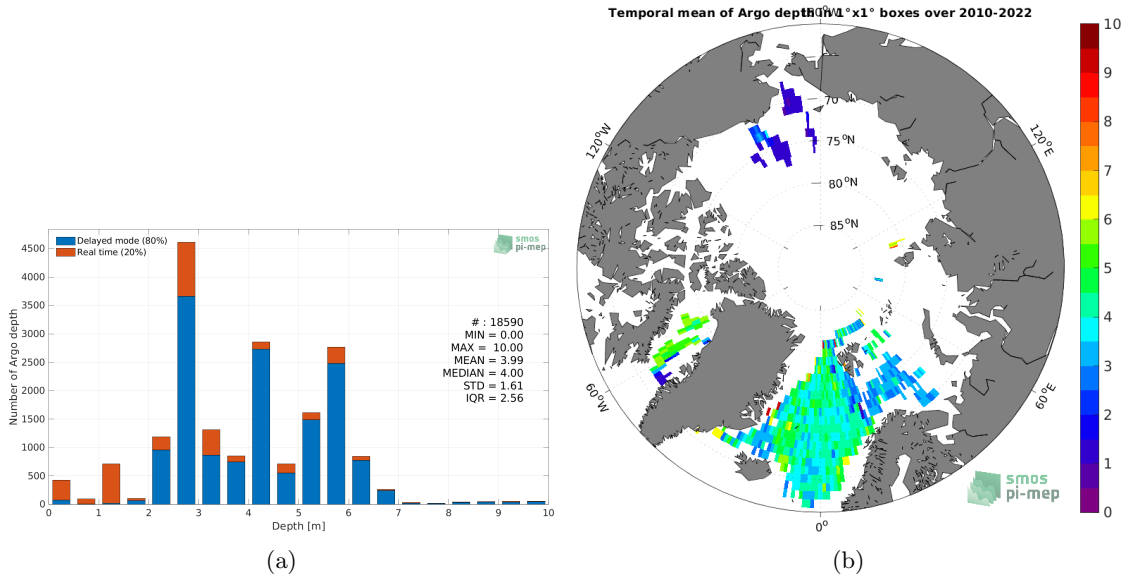 Delayed mode (80%)
Real time (20%)
smos
pi-mep
# : 18590
MIN = 0.00
MAX = 10.00
MEAN = 3.99
MEDIAN = 4.00
STD = 1.61
IQR = 2.56
Number of Argo depth
4500
4000
3500
3000
2500
2000
1500
1000
500
0
0 1 2 3 4 5 6 7 8 9 10
Depth [m]
(a)
Temporal mean of Argo depth in 1°x1° boxes over 2010-2022
180°W
70°N
75°N
80°N
85°N
120°W
120°E
60°W
60°E
0°
smos
pi-mep
10
9
8
7
6
5
4
3
2
1
0
(b)